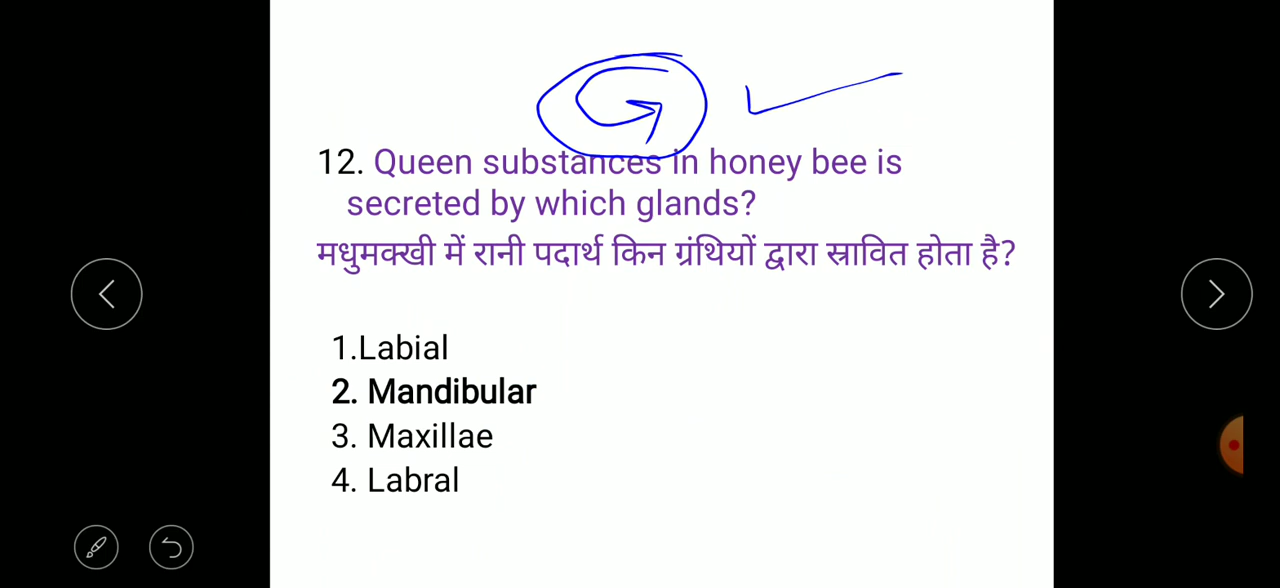 12. Queen substances in honey bee is
secreted by which glands?
मधुमक्खी में रानी पदार्थ किन ग्रंथियों द्वारा स्रावित होता है?
1.Labial
2. Mandibular
3. Maxillae
4. Labral